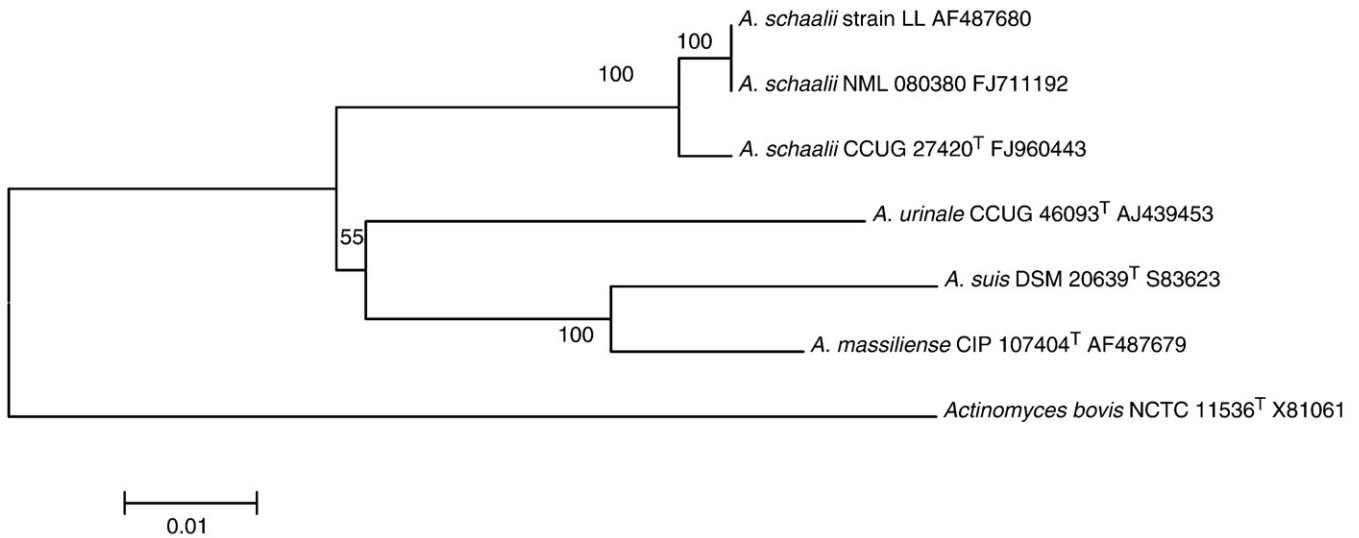 A. schaalii strain LL AF487680
100
100
A. schaalii NML 080380 FJ711192
A. schaalii CCUG 27420ᵀ FJ960443
A. urinale CCUG 46093ᵀ AJ439453
55
A. suis DSM 20639ᵀ S83623
100
A. massiliense CIP 107404ᵀ AF487679
Actinomyces bovis NCTC 11536ᵀ X81061
0.01